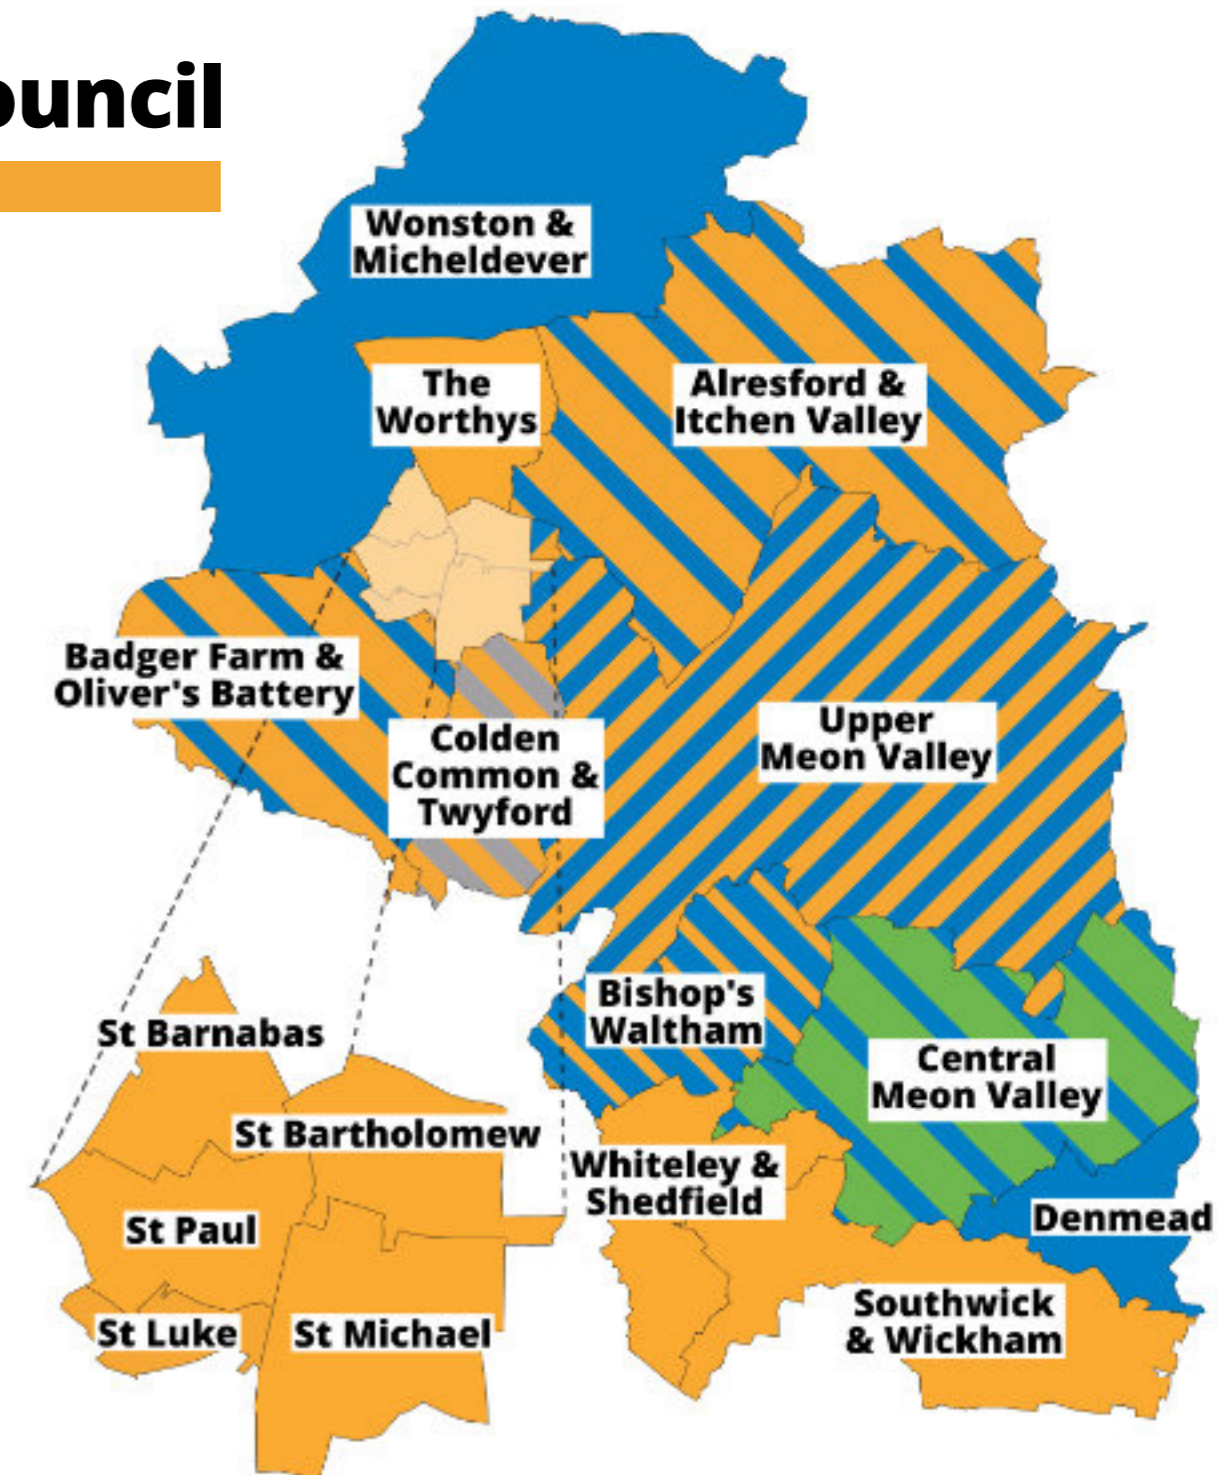 ouncil
Wonston &
Micheldever
The
Worthys
Alresford &
Itchen Valley
Badger Farm &
Oliver's Battery
Colden
Common &
Twyford
Upper
Meon Valley
Bishop's
Waltham
Central
Meon Valley
St Barnabas
St Bartholomew
Whiteley &
Shedfield
Denmead
St Paul
Southwick
& Wickham
St Luke
St Michael